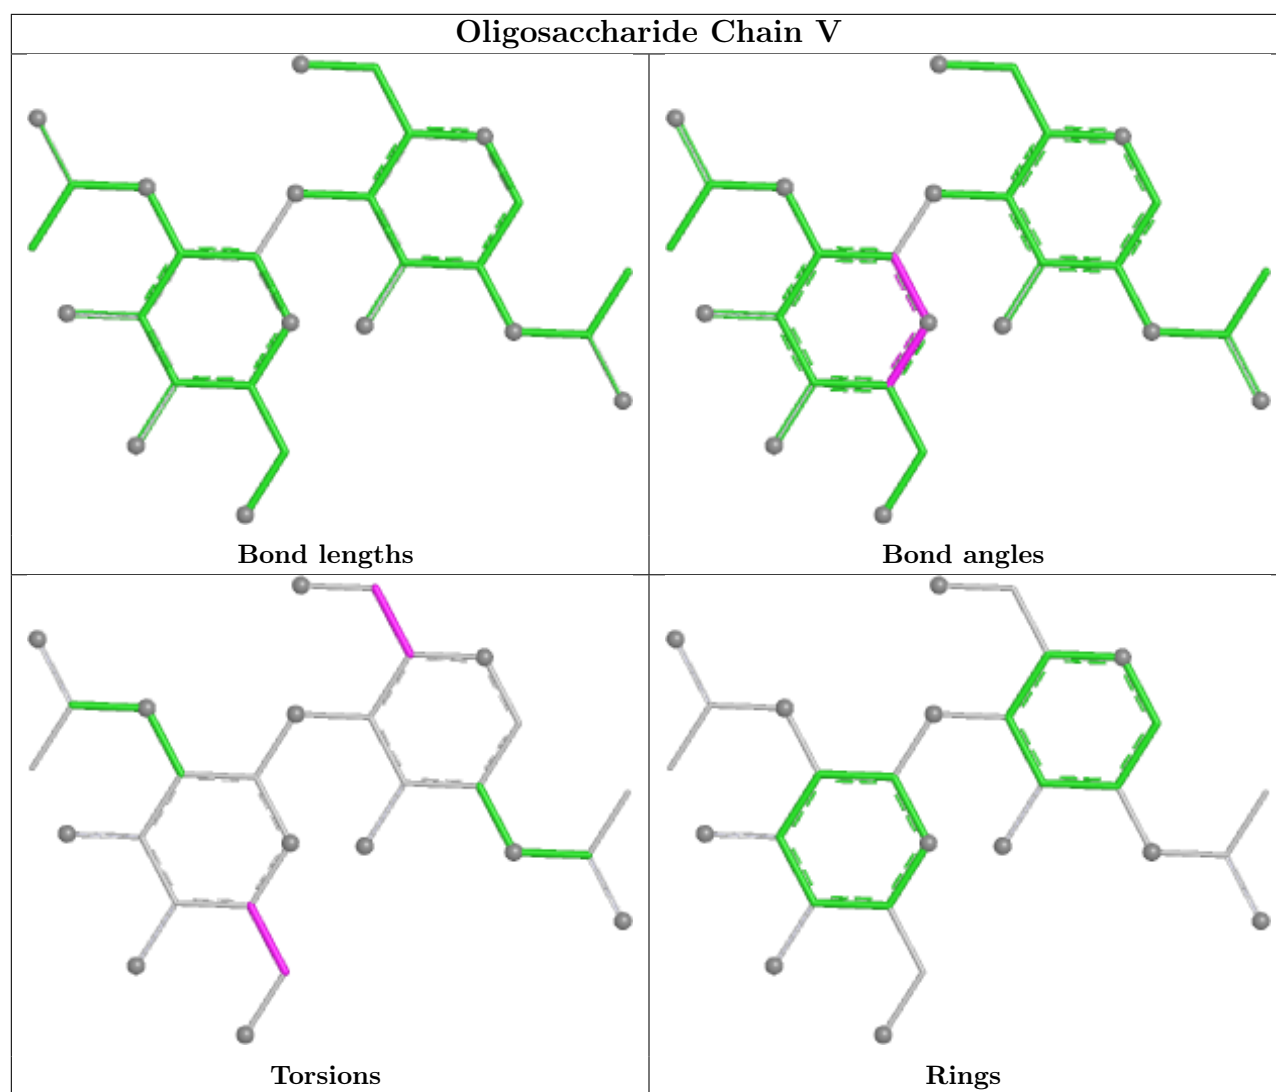 Oligosaccharide Chain V
Bond lengths
Bond angles
Torsions
Rings